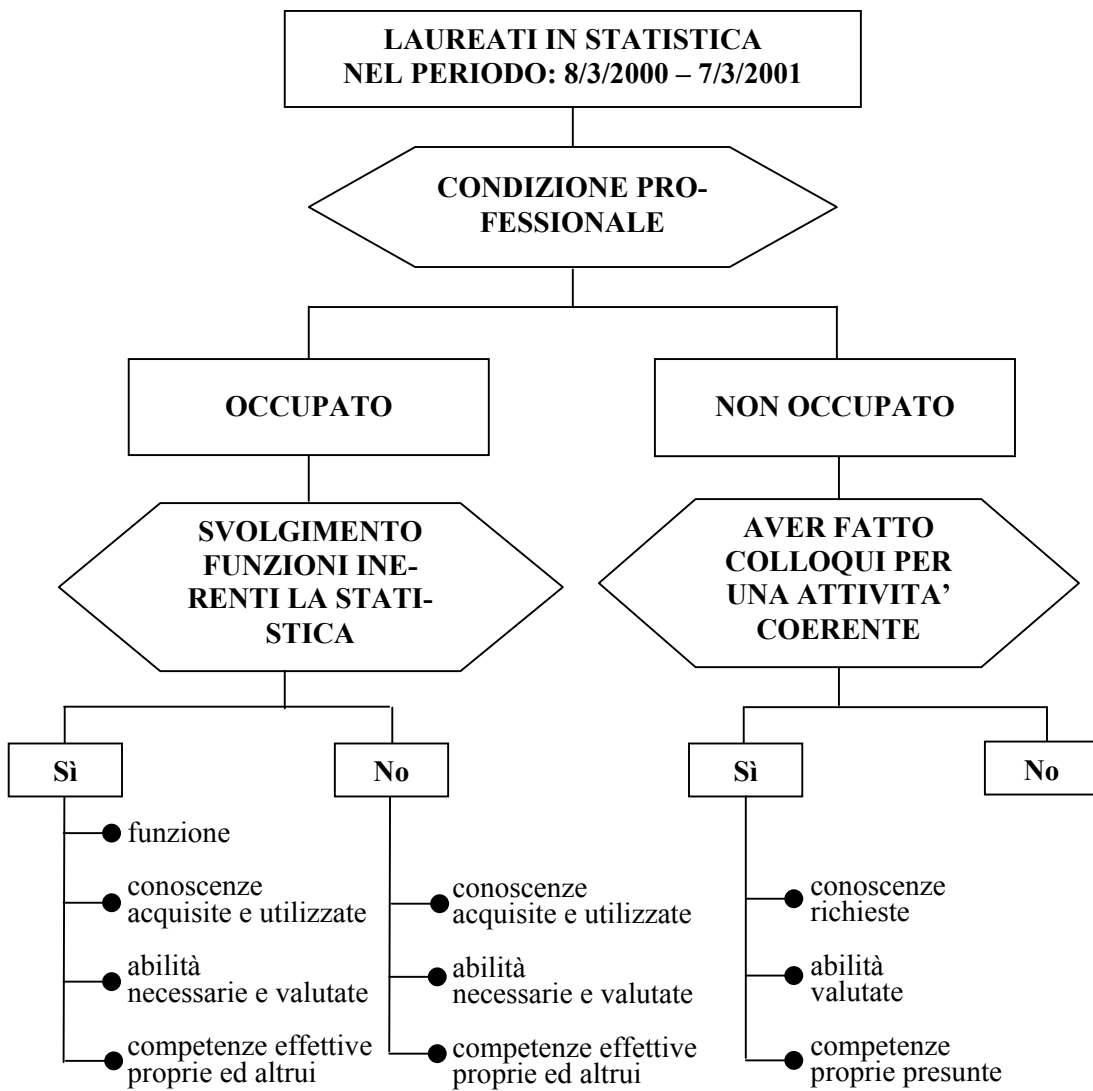 LAUREATI IN STATISTICA
NEL PERIODO: 8/3/2000 – 7/3/2001
CONDIZIONE PRO-
FESSIONALE
OCCUPATO
NON OCCUPATO
SVOLGIMENTO
FUNZIONI INE-
RENTI LA STATI-
STICA
AVER FATTO
COLLOQUI PER
UNA ATTIVITA’
COERENTE
Sì
No
Sì
No
funzione
conoscenze
acquisite e utilizzate
abilità
necessarie e valutate
competenze effettive
proprie ed altrui
conoscenze
acquisite e utilizzate
abilità
necessarie e valutate
competenze effettive
proprie ed altrui
conoscenze
richieste
abilità
valutate
competenze
proprie presunte